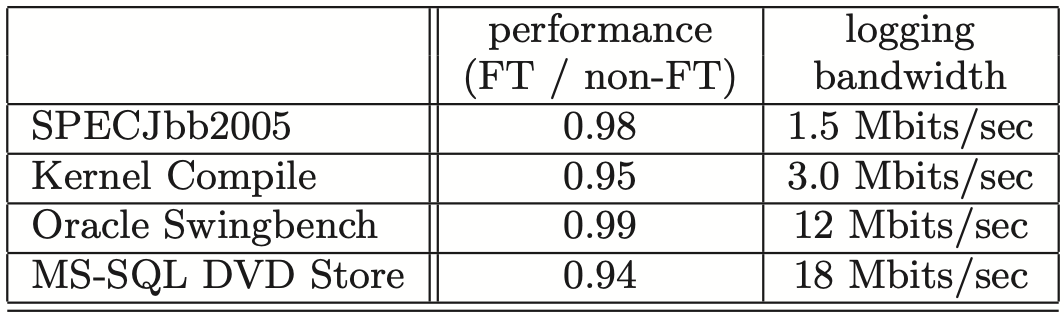 performance logging
(FT / non-FT) bandwidth
SPECJbb2005 0.98 1.5 Mbits/sec
Kernel Compile 0.95 3.0 Mbits/sec
Oracle Swingbench 0.99 12 Mbits/sec
MS-SQL DVD Store 0.94 18 Mbits/sec